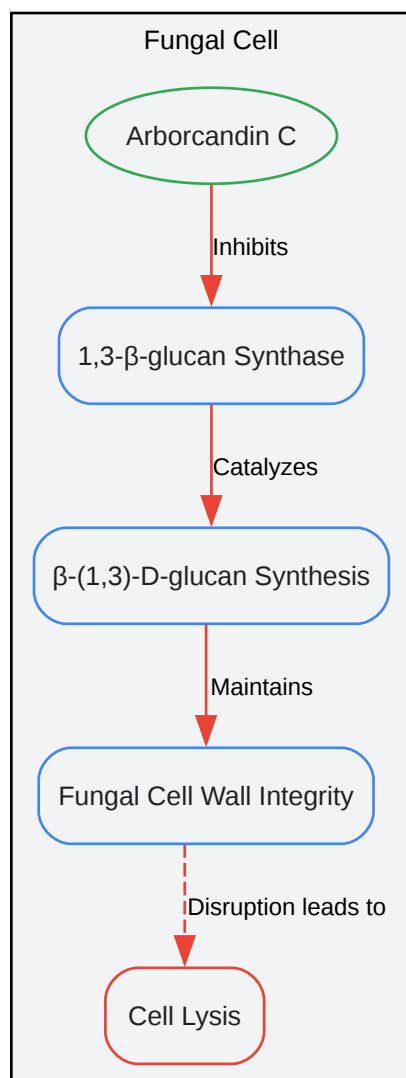 Fungal Cell
Arborcandin C
Inhibits
1,3-β-glucan Synthase
Catalyzes
β-(1,3)-D-glucan Synthesis
Maintains
Fungal Cell Wall Integrity
Disruption leads to
Cell Lysis